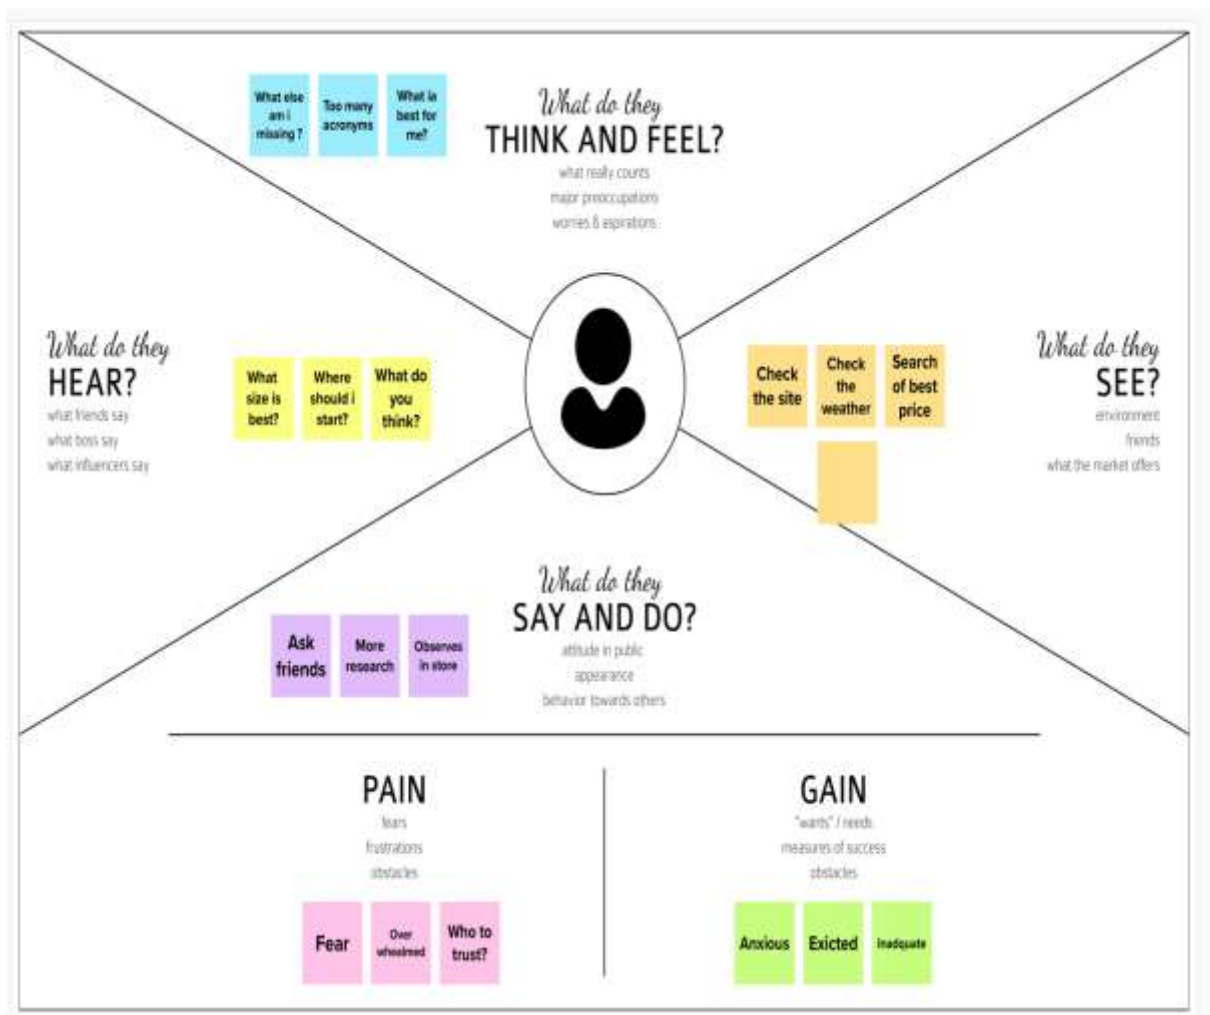 What else
am i
missing ?
Too many
acronyms
What ia
best for
me?
What do they
THINK AND FEEL?
what really counts
major preoccupations
worries & aspirations
What do they
HEAR?
what friends say
what boss say
what influencers say
What
size is
best?
Where
should i
start?
What do
you
think?
Check
the site
Check
the
weather
Search
of best
price
What do they
SEE?
environment
friends
what the market offers
What do they
SAY AND DO?
attitude in public
appearance
behavior towards others
Ask
friends
More
research
Observes
in store
PAIN
fears
frustrations
obstacles
Fear
Over
whealmed
Who to
trust?
GAIN
"wants" / needs
measures of success
obstacles
Anxious
Exicted
Inadquate